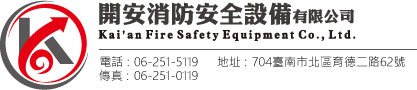 開安消防安全設備有限公司
Kai'an Fire Safety Equipment Co., Ltd.
電話：06-251-5119 地址：704臺南市北區育德二路62號
傳真：06-251-0119